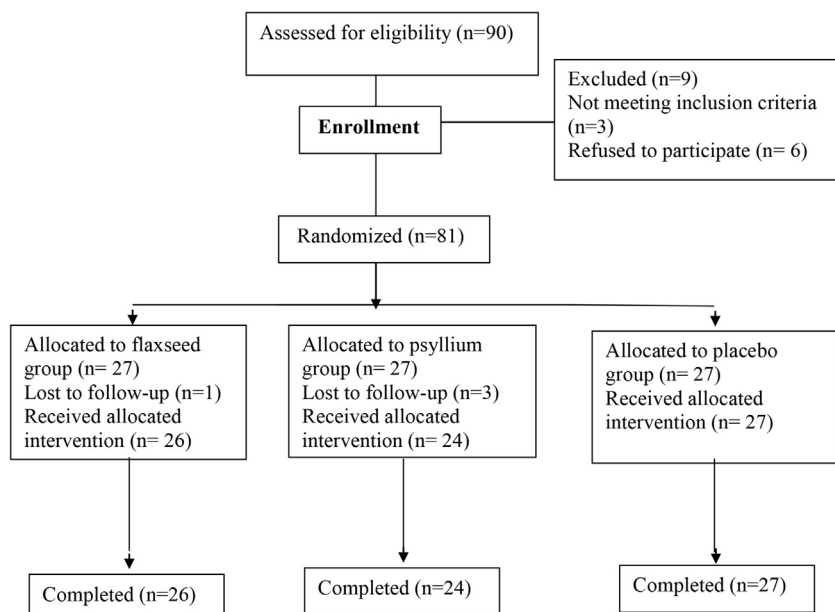 Assessed for eligibility (n=90)
Excluded (n=9)
Not meeting inclusion criteria
(n=3)
Refused to participate (n= 6)
Enrollment
Randomized (n=81)
Allocated to flaxseed
group (n= 27)
Lost to follow-up (n=1)
Received allocated
intervention (n= 26)
Allocated to psyllium
group (n= 27)
Lost to follow-up (n=3)
Received allocated
intervention (n= 24)
Allocated to placebo
group (n= 27)
Received allocated
intervention (n= 27)
Completed (n=26)
Completed (n=24)
Completed (n=27)